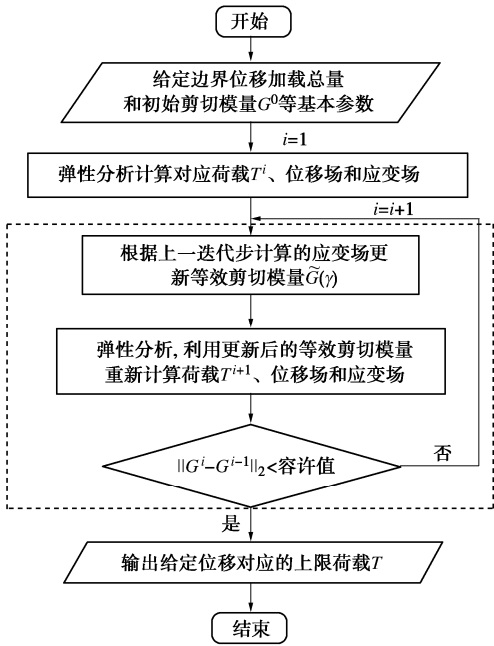 开始
给定边界位移加载总量
和初始剪切模量G⁰等基本参数
i=1
弹性分析计算对应荷载Tⁱ、位移场和应变场
i=i+1
根据上一迭代步计算的应变场更
新等效剪切模量G̃(γ)
弹性分析, 利用更新后的等效剪切模量
重新计算荷载Tⁱ⁺¹、位移场和应变场
||Gⁱ−Gⁱ⁻¹||₂<容许值
否
是
输出给定位移对应的上限荷载T
结束